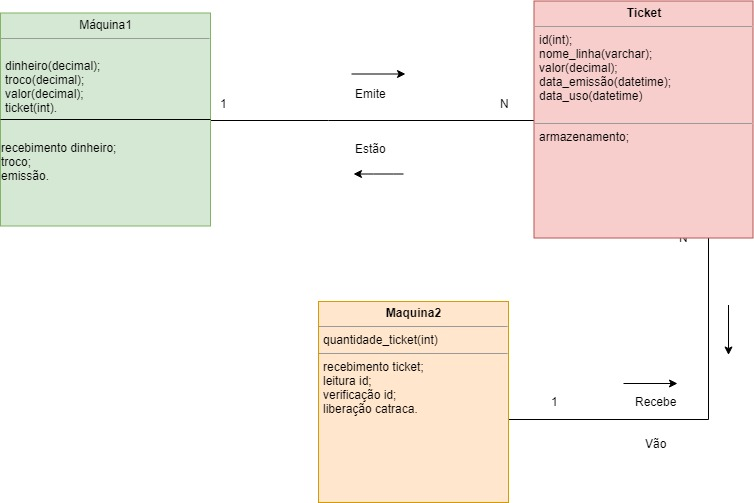 Máquina1
dinheiro(decimal);
troco(decimal);
valor(decimal);
ticket(int).
recebimento dinheiro;
troco;
emissão.
1
Emite
N
Estão
Ticket
id(int);
nome_linha(varchar);
valor(decimal);
data_emissão(datetime);
data_uso(datetime)
armazenamento;
N
Maquina2
quantidade_ticket(int)
recebimento ticket;
leitura id;
verificação id;
liberação catraca.
1
Recebe
Vão